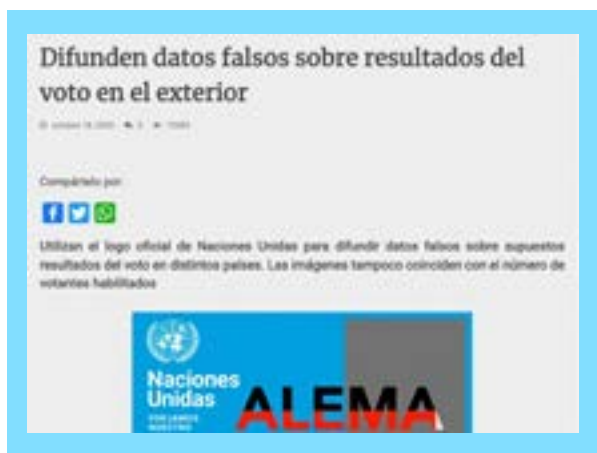 Difunden datos falsos sobre resultados del
voto en el exterior
Compártelo por:
Utilizan el logo oficial de Naciones Unidas para difundir datos falsos sobre supuestos
resultados del voto en distintos países. Las imágenes tampoco coinciden con el número de
votantes habilitados
Naciones
Unidas
ALEMA